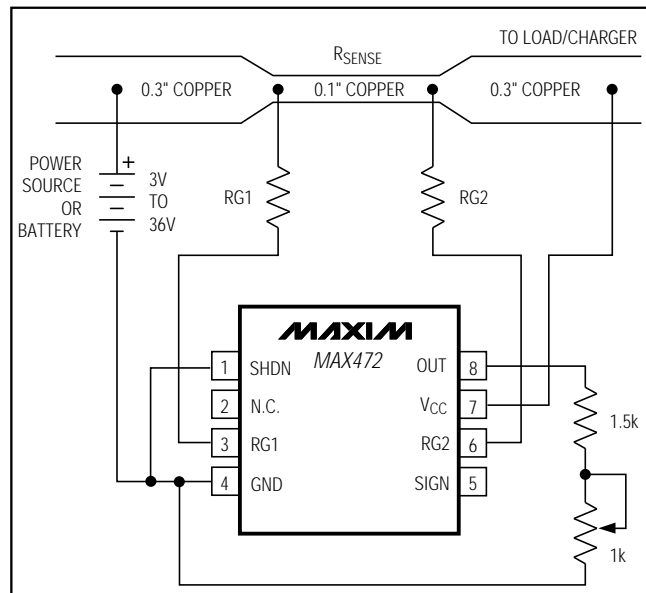 TO LOAD/CHARGER
RSENSE
0.3" COPPER
0.1" COPPER
0.3" COPPER
POWER
SOURCE
OR
BATTERY
+
3V
TO
36V
RG1
RG2
MAXIM
MAX472
1 SHDN
OUT 8
2 N.C.
VCC 7
3 RG1
RG2 6
4 GND
SIGN 5
1.5k
1k